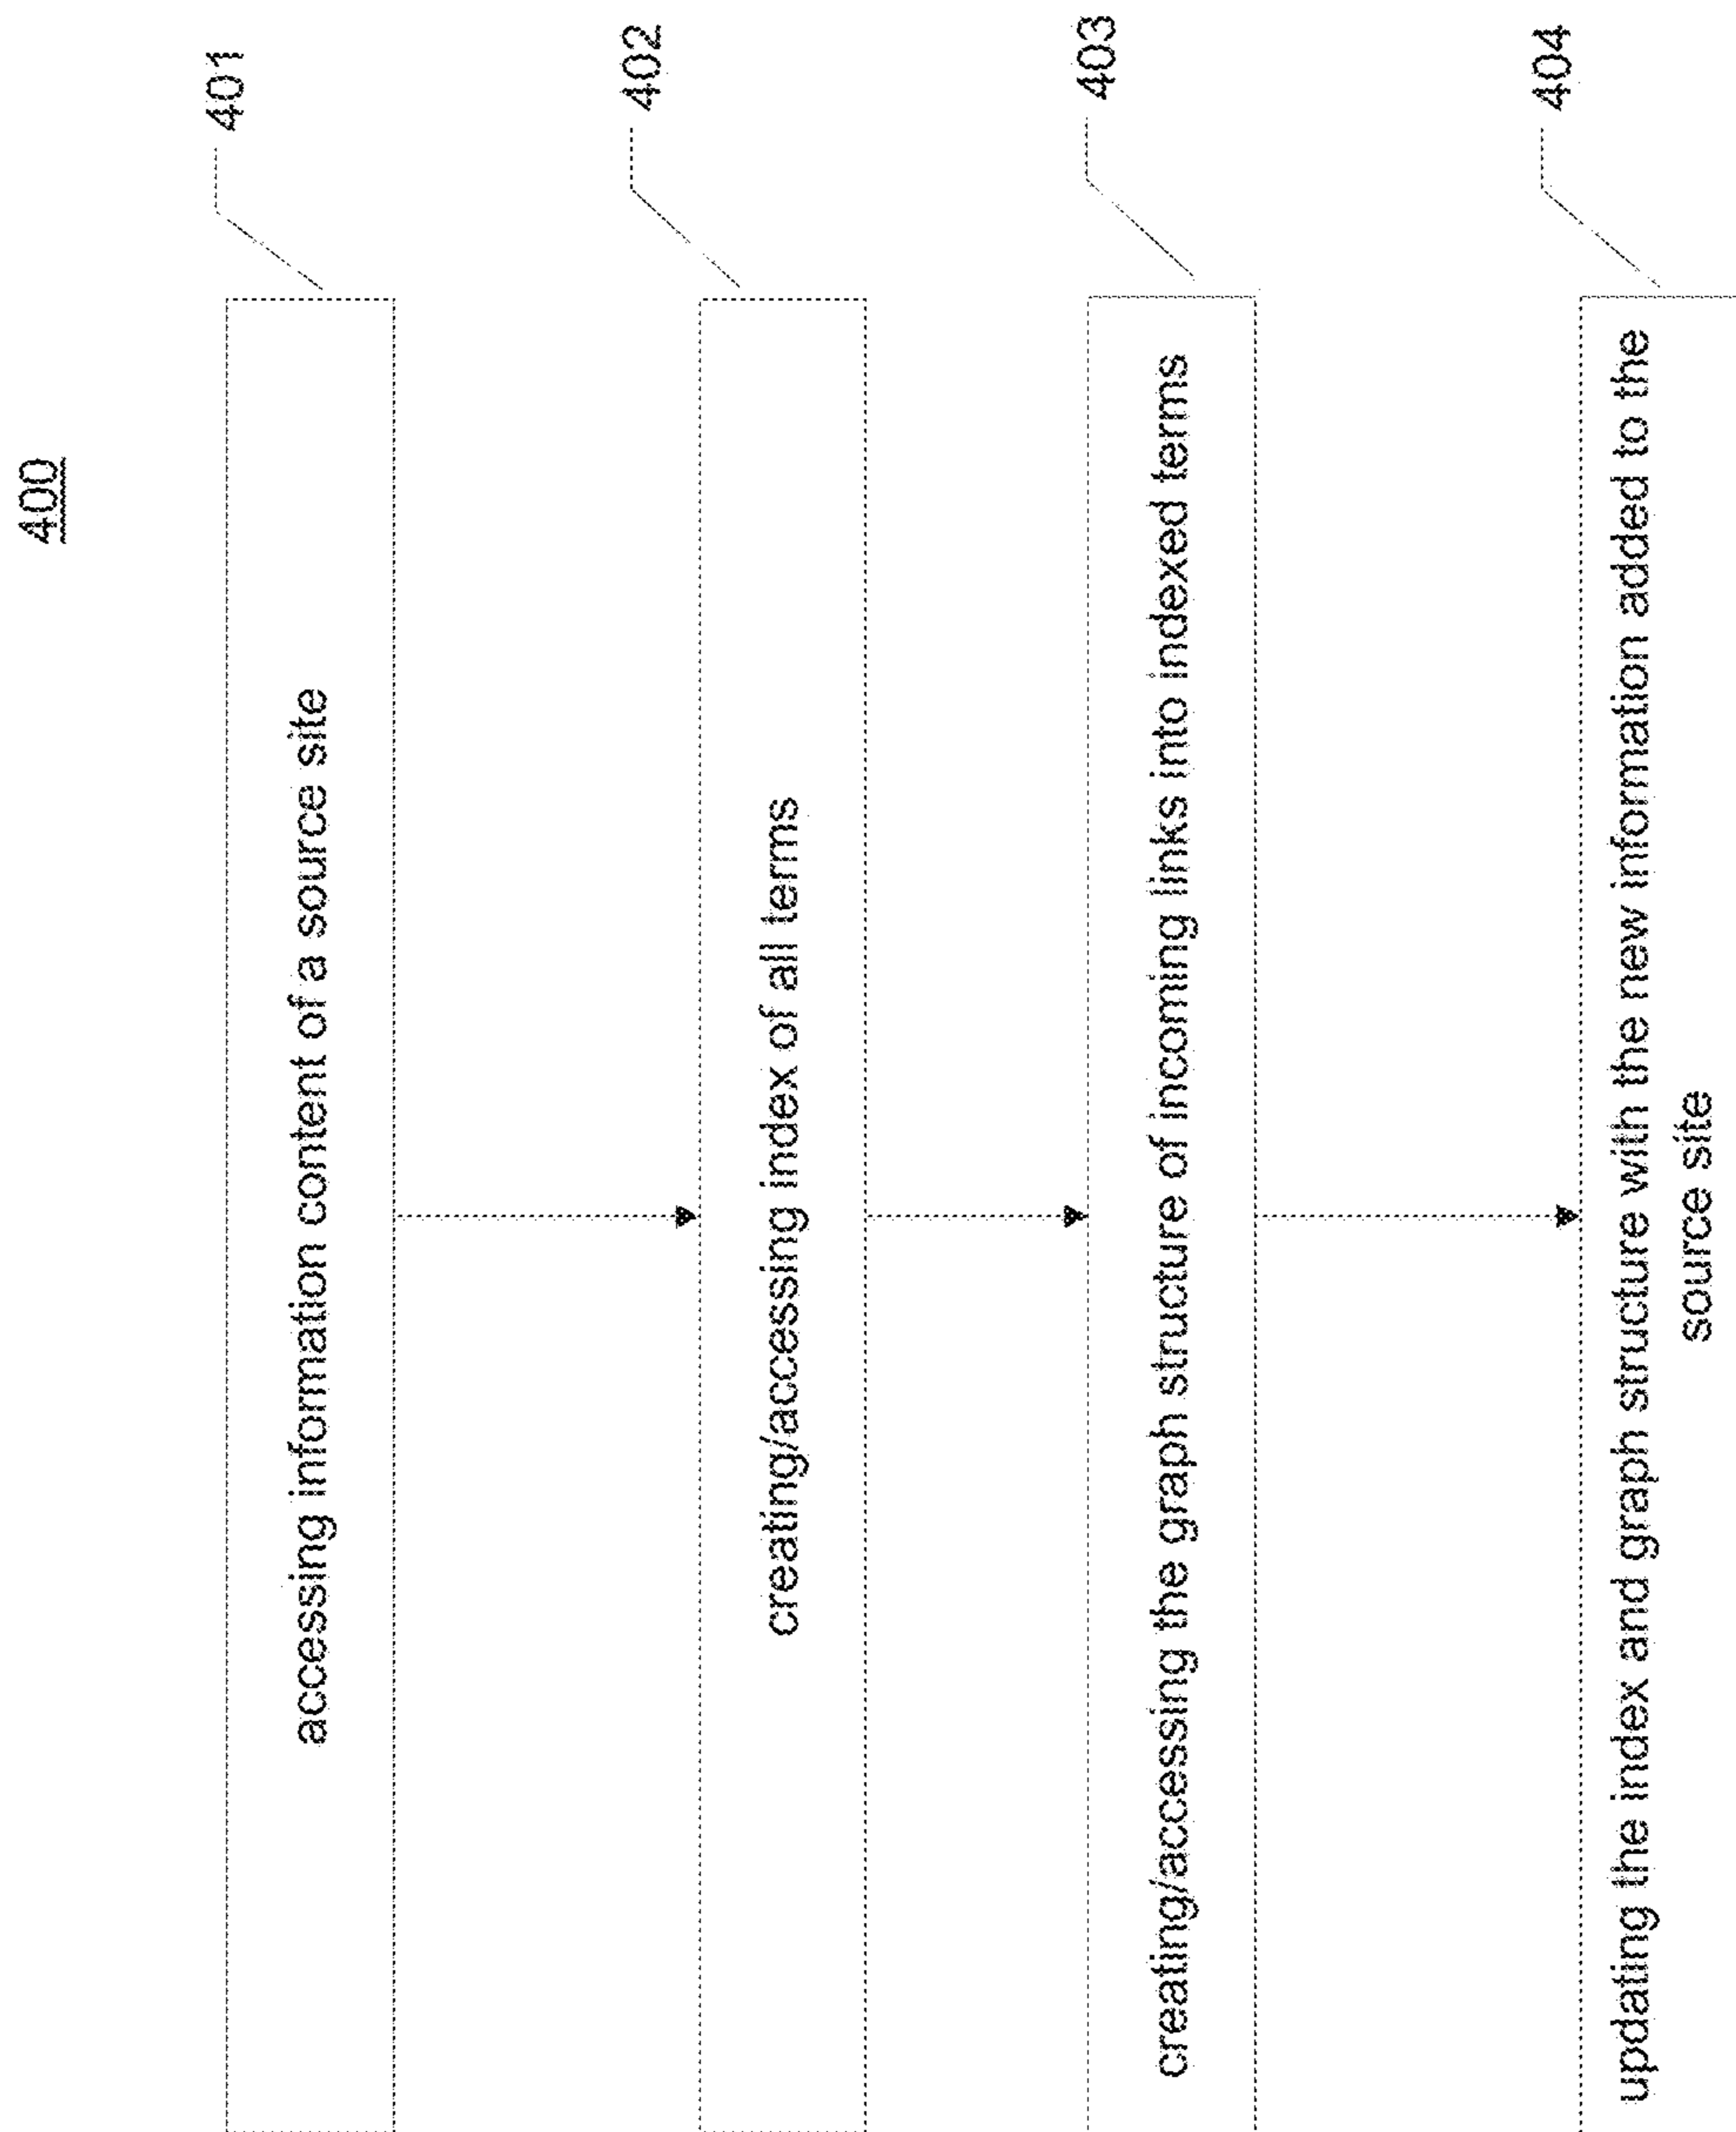 400
accessing information content of a source site
401
creating/accessing index of all terms
402
creating/accessing the graph structure of incoming links into indexed terms
403
updating the index and graph structure with the new information added to the
source site
404